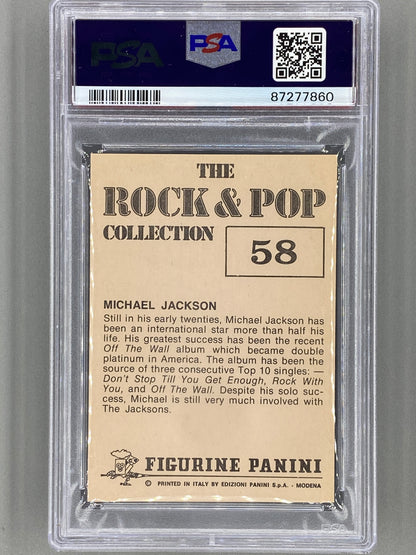 PSA
PSA
87277860
THE
ROCK & POP
COLLECTION
58
MICHAEL JACKSON
Still in his early twenties, Michael Jackson has
been an international star more than half his
life. His greatest success has been the recent
Off The Wall album which became double
platinum in America. The album has been the
source of three consecutive Top 10 singles: —
Don't Stop Till You Get Enough, Rock With
You, and Off The Wall. Despite his solo suc-
cess, Michael is still very much involved with
The Jacksons.
FIGURINE PANINI
© PRINTED IN ITALY BY EDIZIONI PANINI S.p.A. - MODENA
PSA